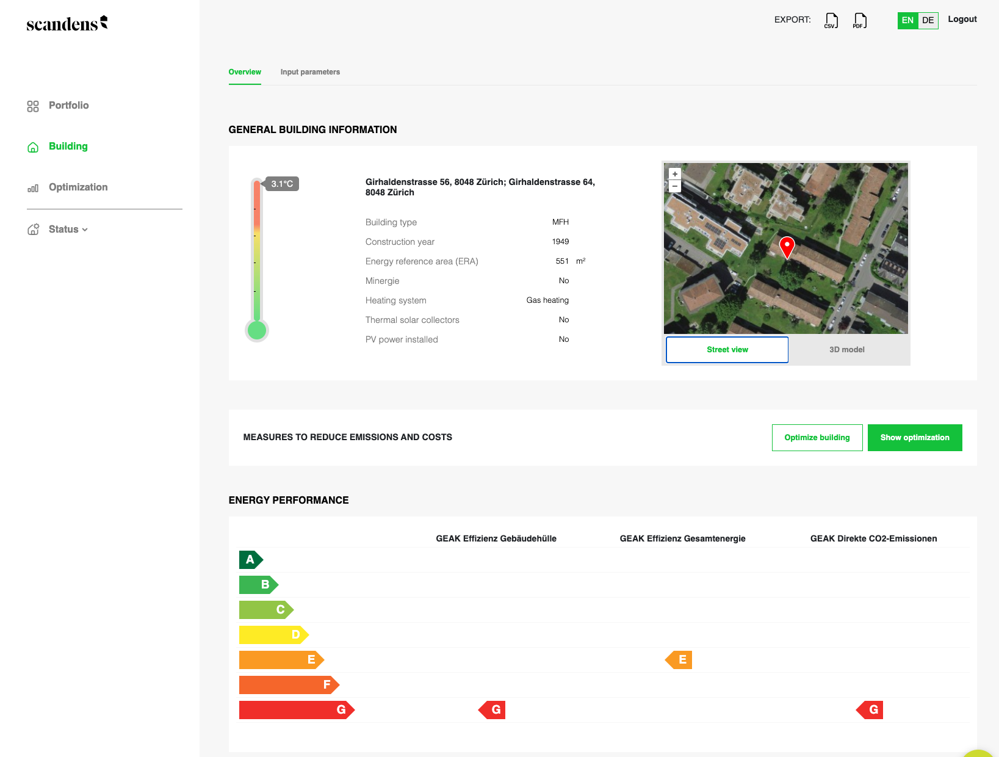 scandens
EXPORT:
CSV
PDF
EN
DE
Logout
Portfolio
Building
Optimization
Status
Overview
Input parameters
GENERAL BUILDING INFORMATION
3.1°C
Girhaldenstrasse 56, 8048 Zürich; Girhaldenstrasse 64,
8048 Zürich
Building type MFH
Construction year 1949
Energy reference area (ERA) 551 m²
Minergie No
Heating system Gas heating
Thermal solar collectors No
PV power installed No
+
−
Street view
3D model
MEASURES TO REDUCE EMISSIONS AND COSTS
Optimize building
Show optimization
ENERGY PERFORMANCE
GEAK Effizienz Gebäudehülle
GEAK Effizienz Gesamtenergie
GEAK Direkte CO2-Emissionen
A
B
C
D
E E
F
G G G